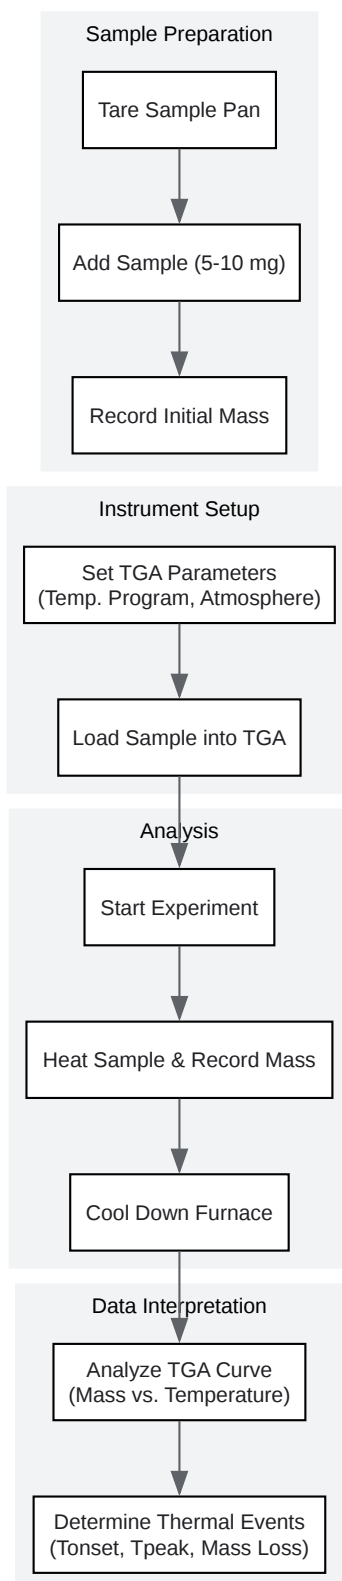 Sample Preparation
Tare Sample Pan
Add Sample (5-10 mg)
Record Initial Mass
Instrument Setup
Set TGA Parameters
(Temp. Program, Atmosphere)
Load Sample into TGA
Analysis
Start Experiment
Heat Sample & Record Mass
Cool Down Furnace
Data Interpretation
Analyze TGA Curve
(Mass vs. Temperature)
Determine Thermal Events
(Tonset, Tpeak, Mass Loss)